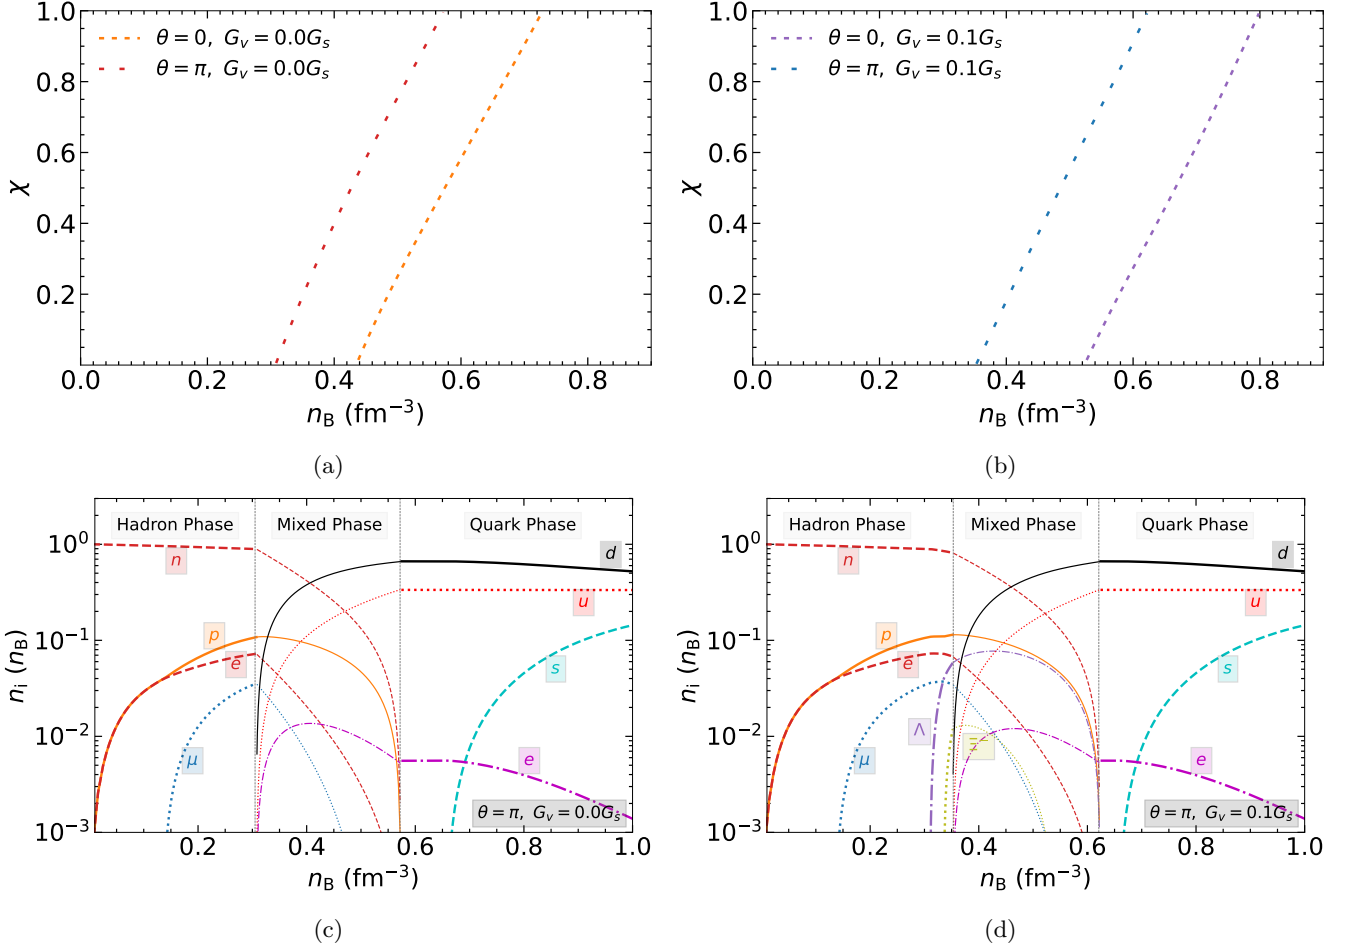 1.0
0.8
0.6
0.4
0.2
χ
θ = 0, G_v = 0.0G_s
θ = π, G_v = 0.0G_s
0.0 0.2 0.4 0.6 0.8
n_B (fm⁻³)
(a)
1.0
0.8
0.6
0.4
0.2
χ
θ = 0, G_v = 0.1G_s
θ = π, G_v = 0.1G_s
0.0 0.2 0.4 0.6 0.8
n_B (fm⁻³)
(b)
Hadron Phase Mixed Phase Quark Phase
10⁰
10⁻¹
10⁻²
10⁻³
n_i (n_B)
n
d
u
p
e
s
μ
e
θ = π, G_v = 0.0G_s
0.2 0.4 0.6 0.8 1.0
n_B (fm⁻³)
(c)
Hadron Phase Mixed Phase Quark Phase
10⁰
10⁻¹
10⁻²
10⁻³
n_i (n_B)
n
d
u
p
e
s
Λ
Ξ⁻
μ
e
θ = π, G_v = 0.1G_s
0.2 0.4 0.6 0.8 1.0
n_B (fm⁻³)
(d)